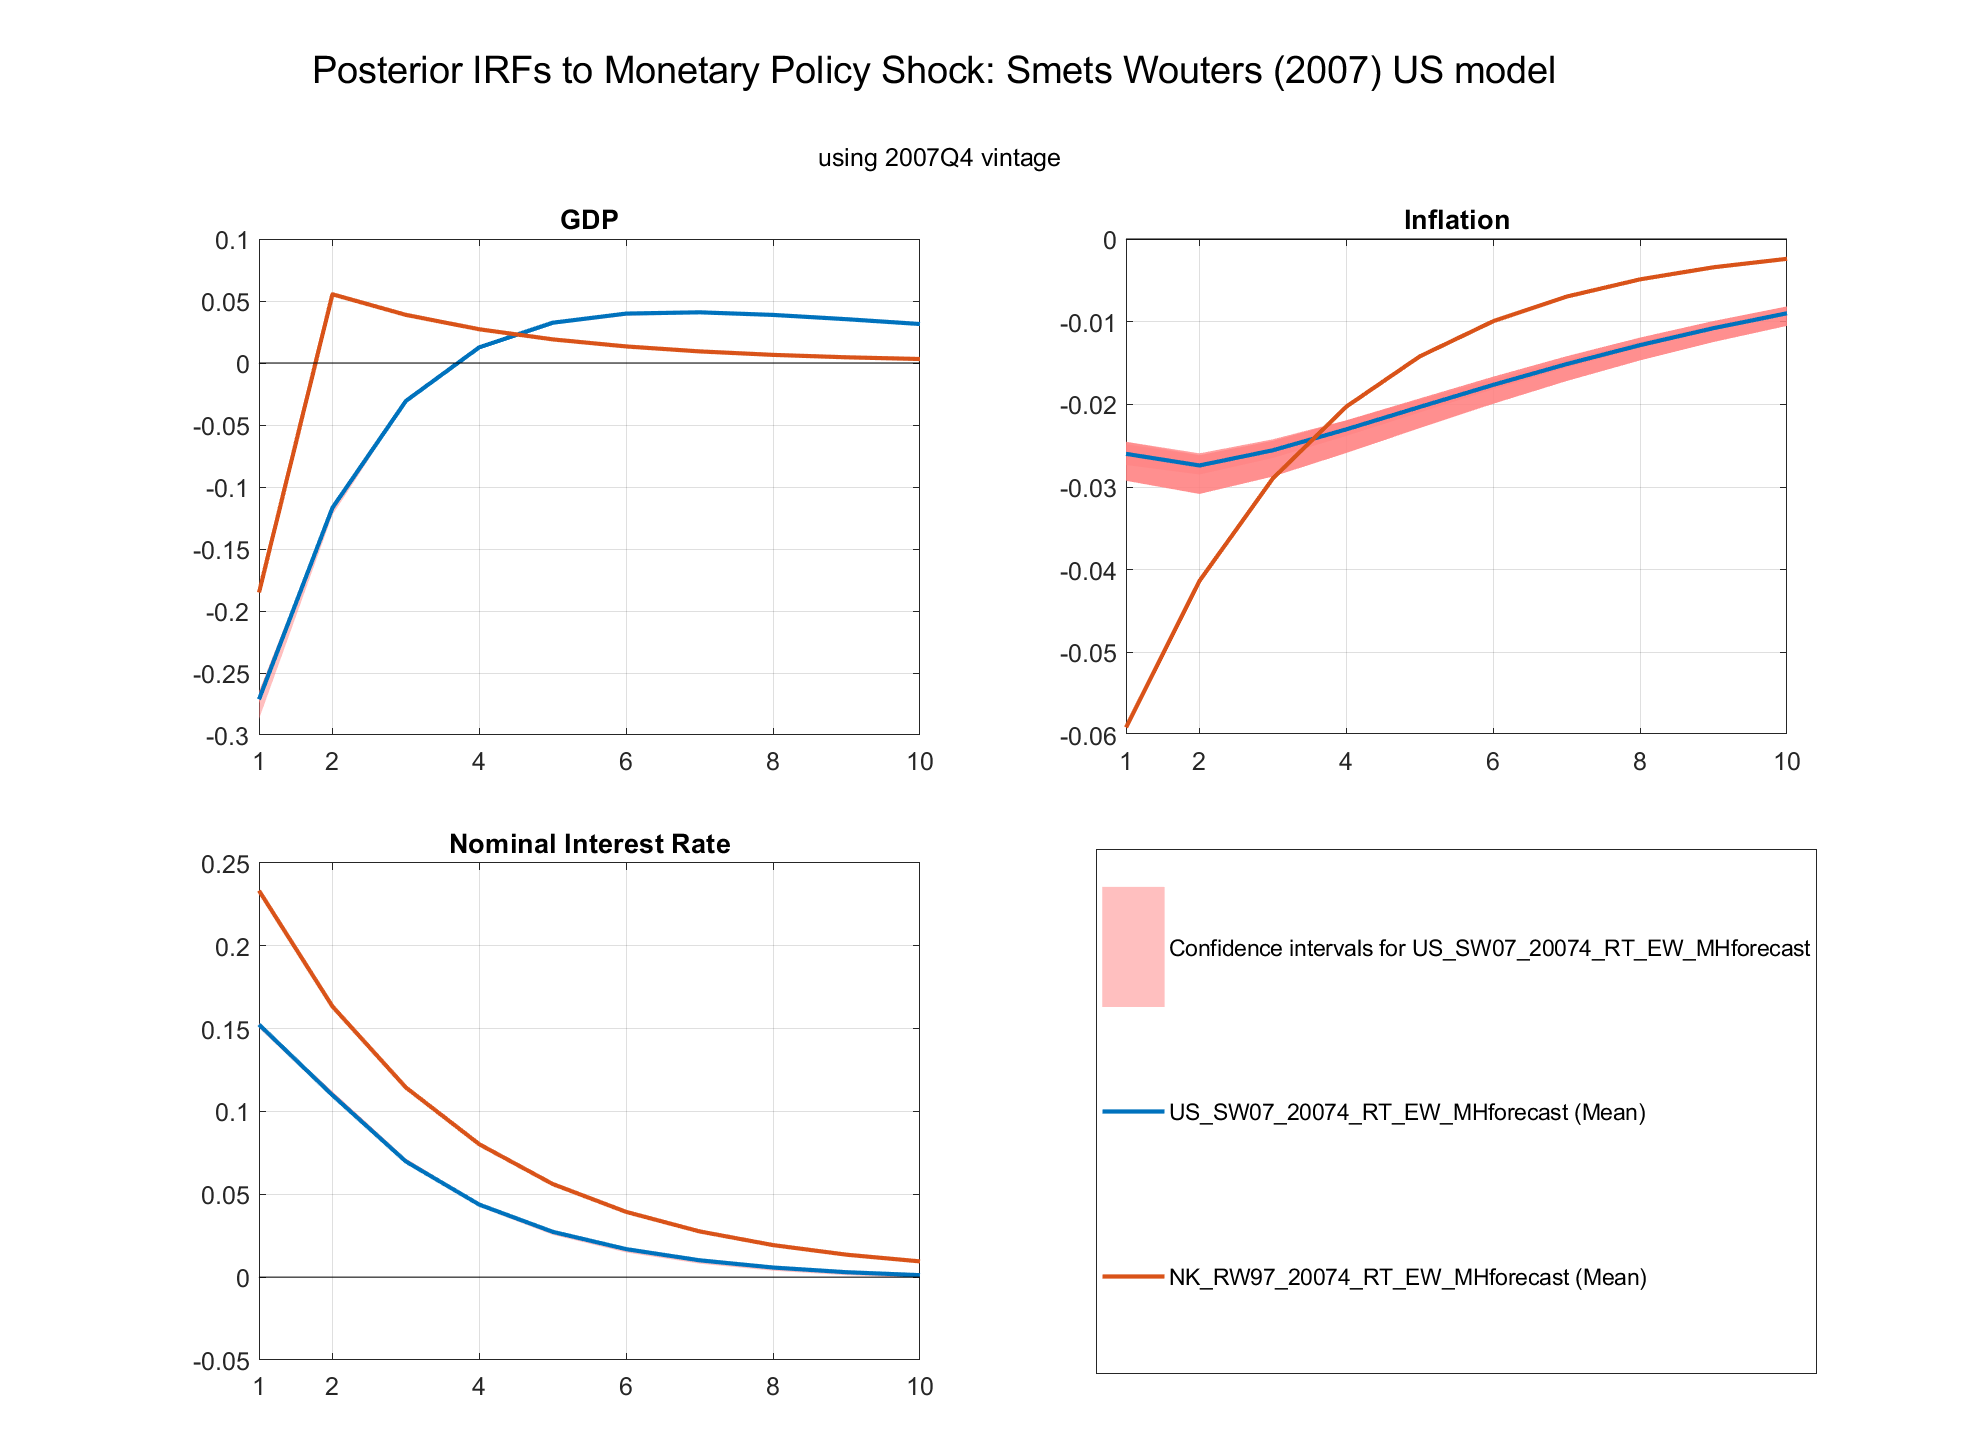 Posterior IRFs to Monetary Policy Shock: Smets Wouters (2007) US model
using 2007Q4 vintage
GDP
0.1
0.05
0
-0.05
-0.1
-0.15
-0.2
-0.25
-0.3
1 2 4 6 8 10
Inflation
0
-0.01
-0.02
-0.03
-0.04
-0.05
-0.06
1 2 4 6 8 10
Nominal Interest Rate
0.25
0.2
0.15
0.1
0.05
0
-0.05
1 2 4 6 8 10
Confidence intervals for US_SW07_20074_RT_EW_MHforecast
US_SW07_20074_RT_EW_MHforecast (Mean)
NK_RW97_20074_RT_EW_MHforecast (Mean)